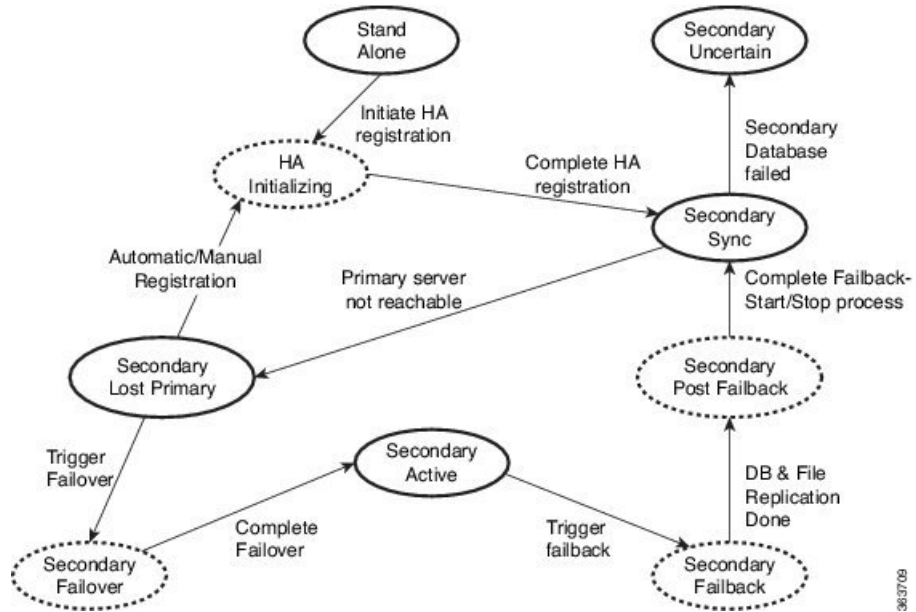 Stand
Alone
Secondary
Uncertain
Initiate HA
registration
Secondary
Database
failed
HA
Initializing
Complete HA
registration
Secondary
Sync
Automatic/Manual
Registration
Primary server
not reachable
Complete Failback-
Start/Stop process
Secondary
Lost Primary
Secondary
Post Failback
Trigger
Failover
Secondary
Active
DB & File
Replication
Done
Complete
Failover
Trigger
failback
Secondary
Failover
Secondary
Failback
363709